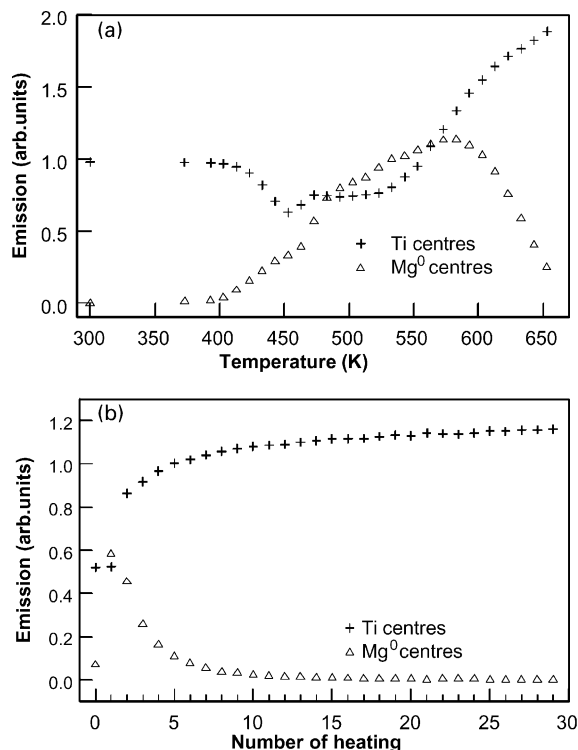 (a)
Emission (arb.units)
2.0
1.5
1.0
0.5
0.0
+ Ti centres
△ Mg⁰ centres
300 350 400 450 500 550 600 650
Temperature (K)
(b)
Emission (arb.units)
1.2
1.0
0.8
0.6
0.4
0.2
0.0
+ Ti centres
△ Mg⁰ centres
0 5 10 15 20 25 30
Number of heating